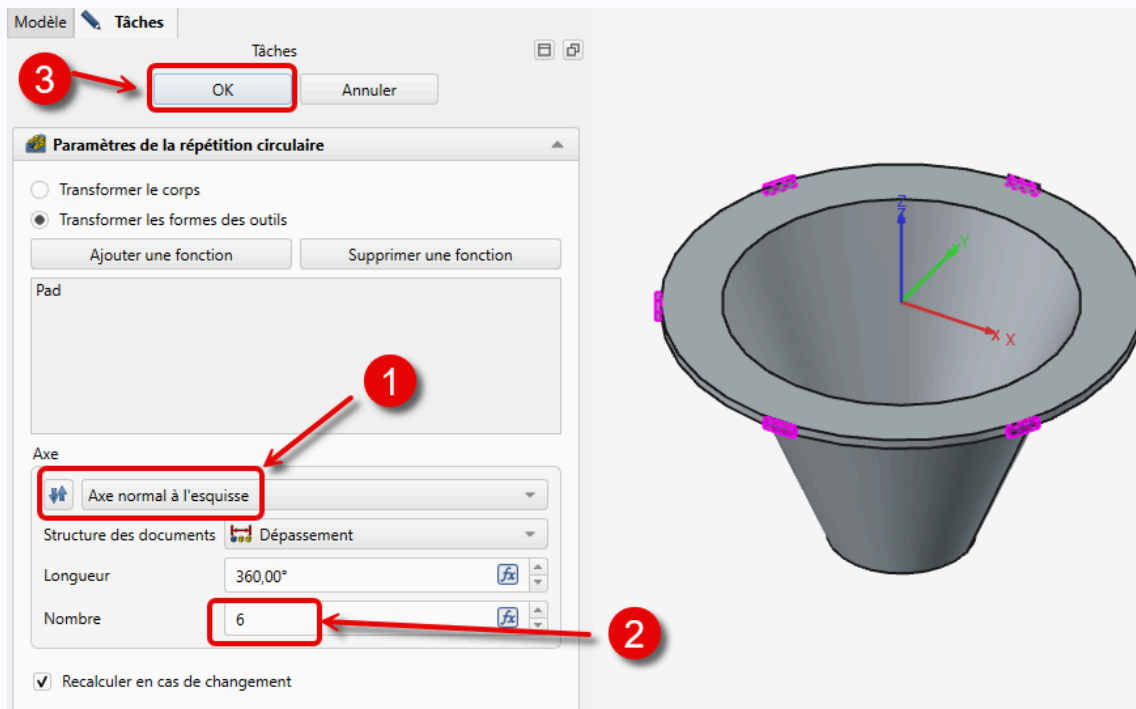 Modèle Tâches
Tâches
3
OK Annuler
Paramètres de la répétition circulaire
Transformer le corps
Transformer les formes des outils
Ajouter une fonction Supprimer une fonction
Pad
1
Axe
Axe normal à l'esquisse
Structure des documents Dépassement
Longueur 360,00° fx
Nombre 6 fx
2
Recalculer en cas de changement
Z
Z
Y
X X